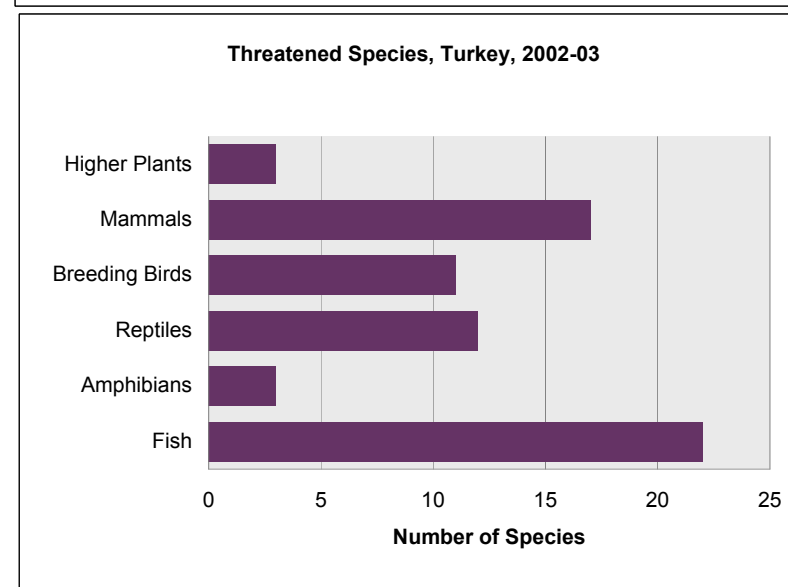 Threatened Species, Turkey, 2002-03
Higher Plants
Mammals
Breeding Birds
Reptiles
Amphibians
Fish
0 5 10 15 20 25
Number of Species